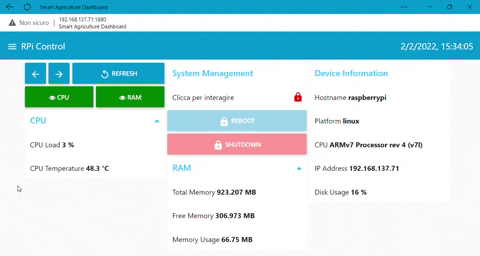 Smart Agriculture Dashboard
Non sicuro
192.168.137.71:1880
Smart Agriculture Dashboard
RPi Control
2/2/2022, 15:34:05
REFRESH
CPU
RAM
CPU
CPU Load 3 %
CPU Temperature 48.3 °C
System Management
Clicca per interagire
REBOOT
SHUTDOWN
RAM
Total Memory 923.207 MB
Free Memory 306.973 MB
Memory Usage 66.75 MB
Device Information
Hostname raspberrypi
Platform linux
CPU ARMv7 Processor rev 4 (v7l)
IP Address 192.168.137.71
Disk Usage 16 %